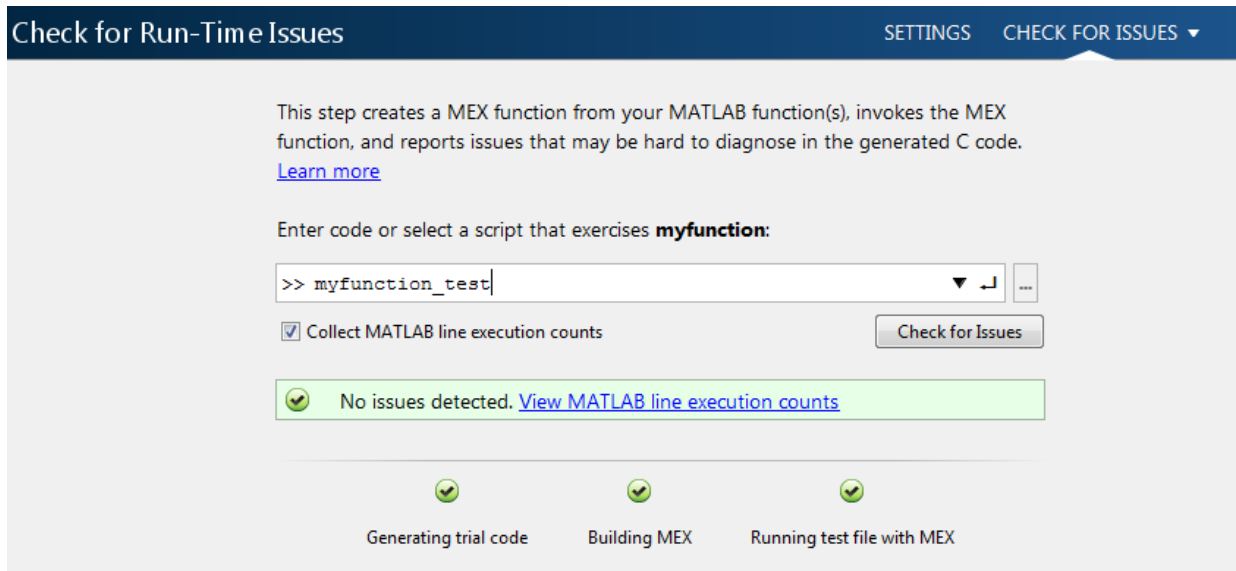 Check for Run-Time Issues
SETTINGS
CHECK FOR ISSUES ▼
This step creates a MEX function from your MATLAB function(s), invokes the MEX
function, and reports issues that may be hard to diagnose in the generated C code.
Learn more
Enter code or select a script that exercises myfunction:
>> myfunction_test
...
Collect MATLAB line execution counts
Check for Issues
No issues detected. View MATLAB line execution counts
Generating trial code
Building MEX
Running test file with MEX